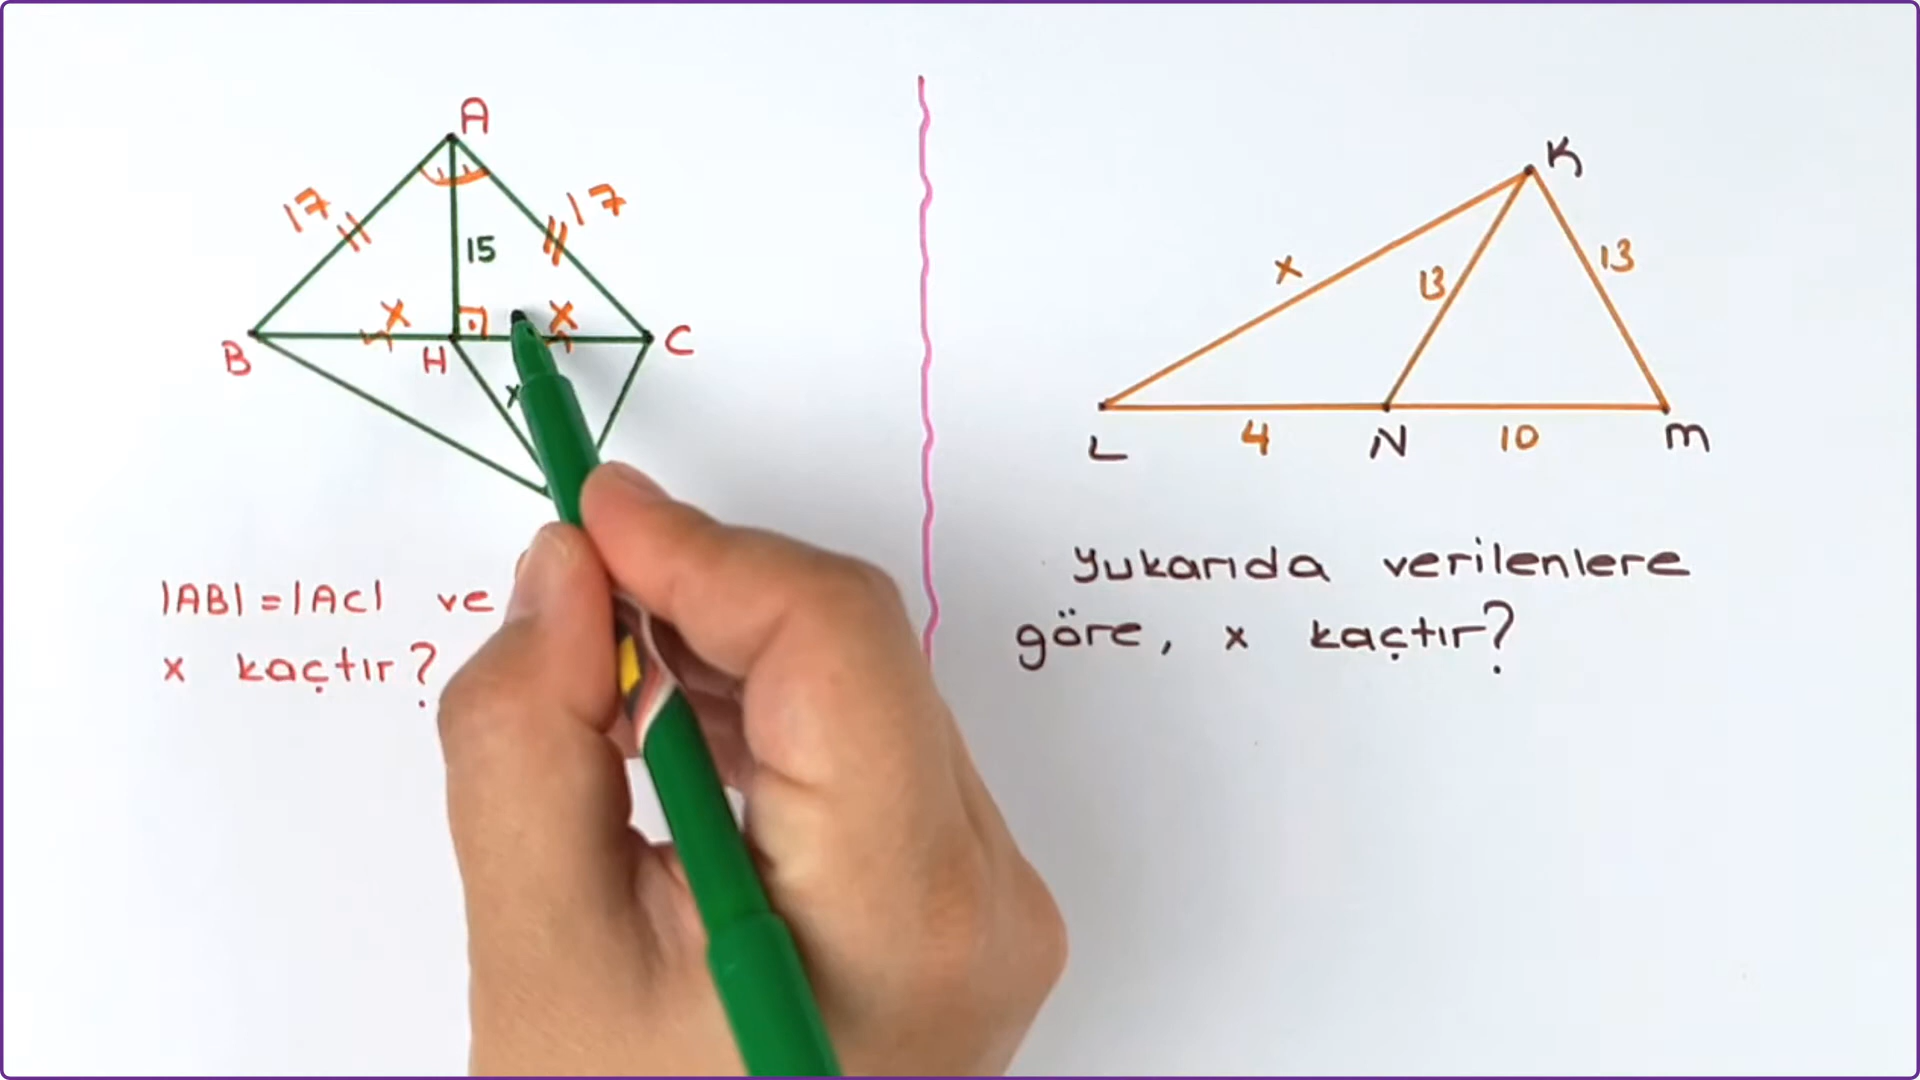 A
17
17
15
x
x
B
H
C
x
|AB| = |AC| ve
x kaçtır?
K
x
13
13
L
4
N
10
M
Yukarıda verilenlere
göre, x kaçtır?